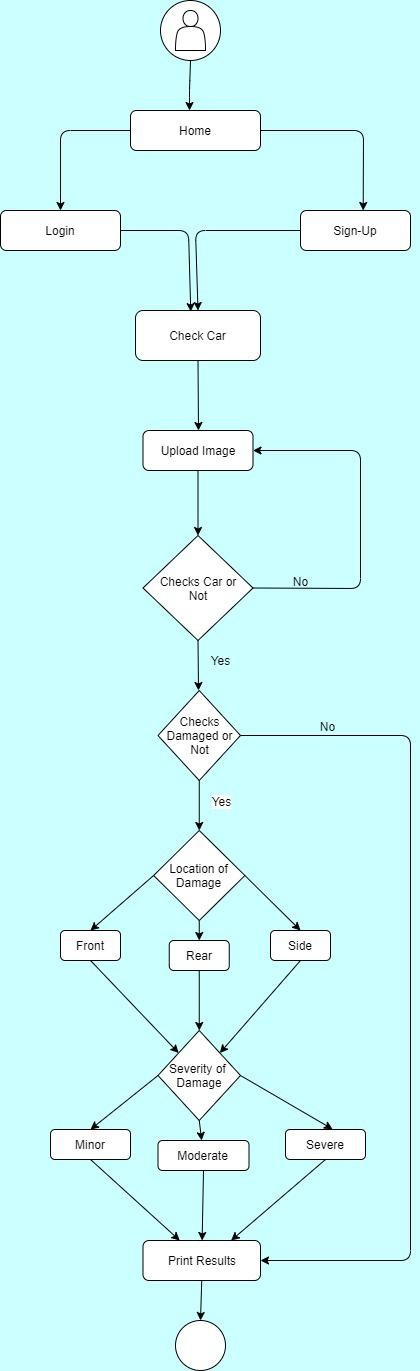 Home
Login
Sign-Up
Check Car
Upload Image
Checks Car or
Not
No
Yes
Checks
Damaged or
Not
No
Yes
Location of
Damage
Front
Rear
Side
Severity of
Damage
Minor
Moderate
Severe
Print Results